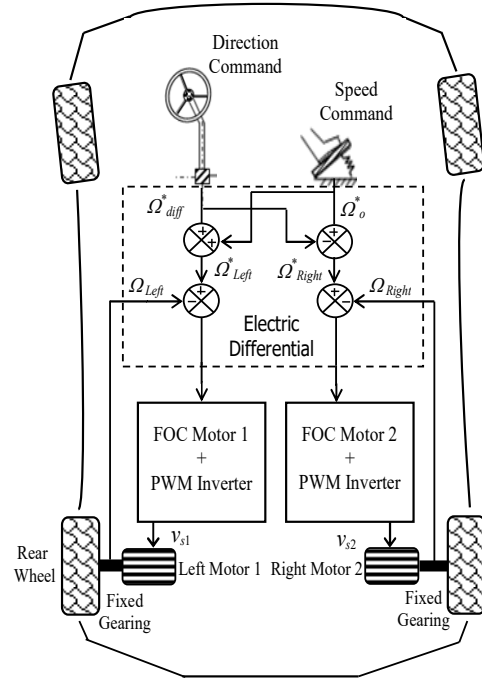 Direction
Command
Speed
Command
Ω*diff
Ω*o
+
+
+
−
Ω*Left
Ω*Right
ΩLeft
ΩRight
+
−
+
−
Electric
Differential
FOC Motor 1
+
PWM Inverter
FOC Motor 2
+
PWM Inverter
vs1
vs2
Rear
Wheel
Left Motor 1
Right Motor 2
Fixed
Gearing
Fixed
Gearing